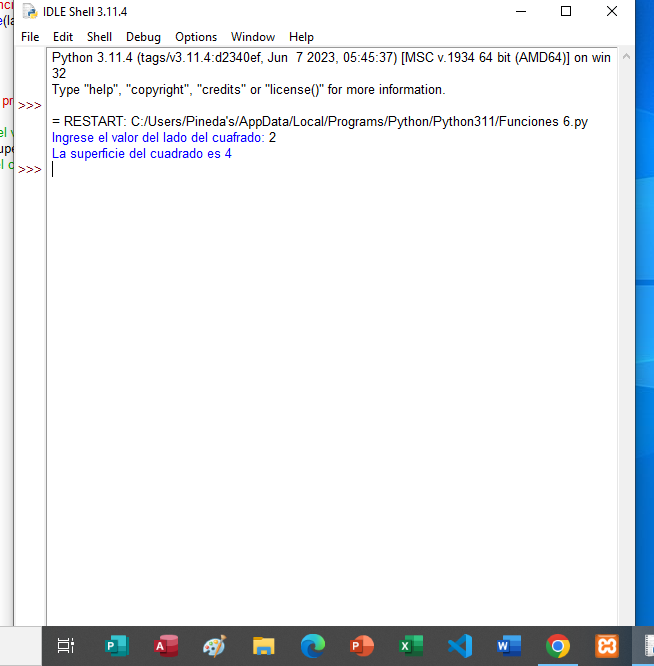 IDLE Shell 3.11.4
File Edit Shell Debug Options Window Help
Python 3.11.4 (tags/v3.11.4:d2340ef, Jun  7 2023, 05:45:37) [MSC v.1934 64 bit (AMD64)] on win
32
Type "help", "copyright", "credits" or "license()" for more information.
>>>
= RESTART: C:/Users/Pineda's/AppData/Local/Programs/Python/Python311/Funciones 6.py
Ingrese el valor del lado del cuafrado: 2
La superficie del cuadrado es 4
>>>